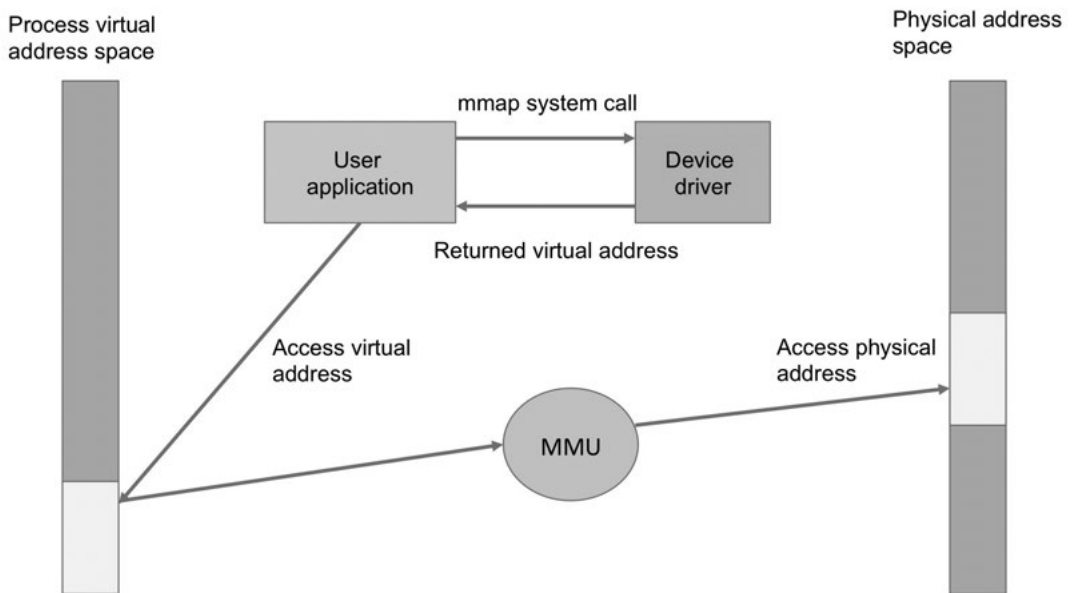 Process virtual
address space
Physical address
space
mmap system call
User
application
Device
driver
Returned virtual address
Access virtual
address
Access physical
address
MMU